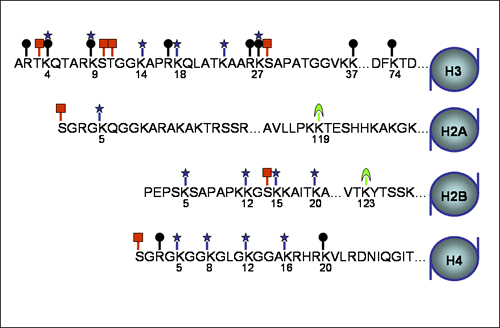 ARTKQTARKSTGGKAPRKQLATKAARKSAPATGGVKK...DFKTD... H3
4 9 14 18 27 37 74
SGRGKQGGKARAKAKTRSSR...AVLLPKKTESHHKAKGK... H2A
5 119
PEPSKSAPAPKKGSKKAITKA...VTKYTSSK... H2B
5 12 15 20 123
SGRGKGGKGLGKGGAKRHRKVLRDNIQGIT... H4
5 8 12 16 20